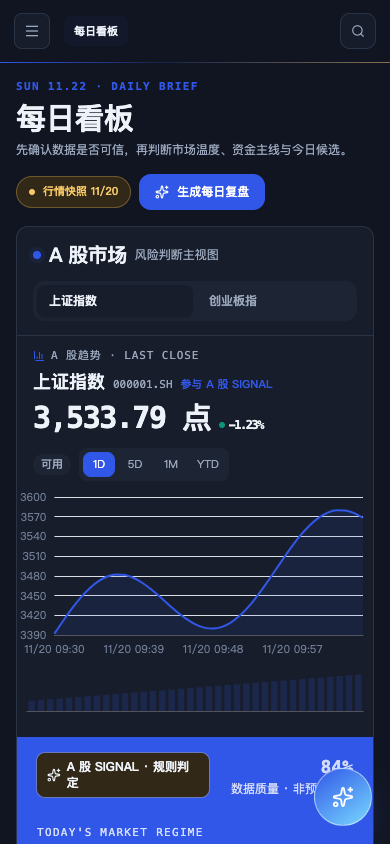 每日看板
SUN 11.22 · DAILY BRIEF
每日看板
先确认数据是否可信，再判断市场温度、资金主线与今日候选。
行情快照 11/20
生成每日复盘
A 股市场 风险判断主视图
上证指数 创业板指
A 股趋势 · LAST CLOSE
上证指数 000001.SH 参与 A 股 SIGNAL
3,533.79 点 −1.23%
可用 1D 5D 1M YTD
3600
3570
3540
3510
3480
3450
3420
3390
11/20 09:30 11/20 09:39 11/20 09:48 11/20 09:57
A 股 SIGNAL · 规则判
定
84%
数据质量 · 非预
TODAY'S MARKET REGIME